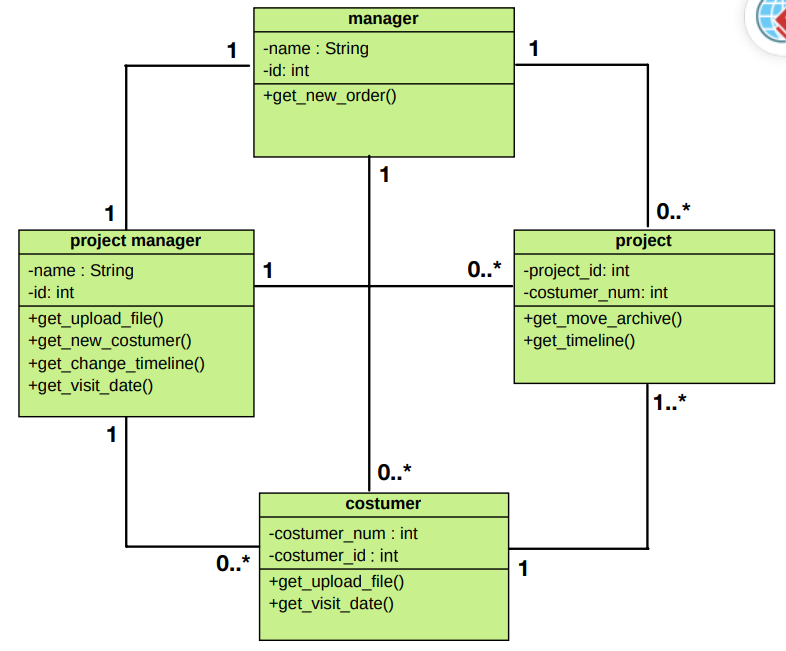 manager
1
-name : String
1
-id: int
+get_new_order()
1
1
0..*
project manager
project
-name : String
1
0..*
-project_id: int
-id: int
-costumer_num: int
+get_upload_file()
+get_move_archive()
+get_new_costumer()
+get_timeline()
+get_change_timeline()
+get_visit_date()
1
1..*
0..*
costumer
-costumer_num : int
-costumer_id : int
0..*
1
+get_upload_file()
+get_visit_date()